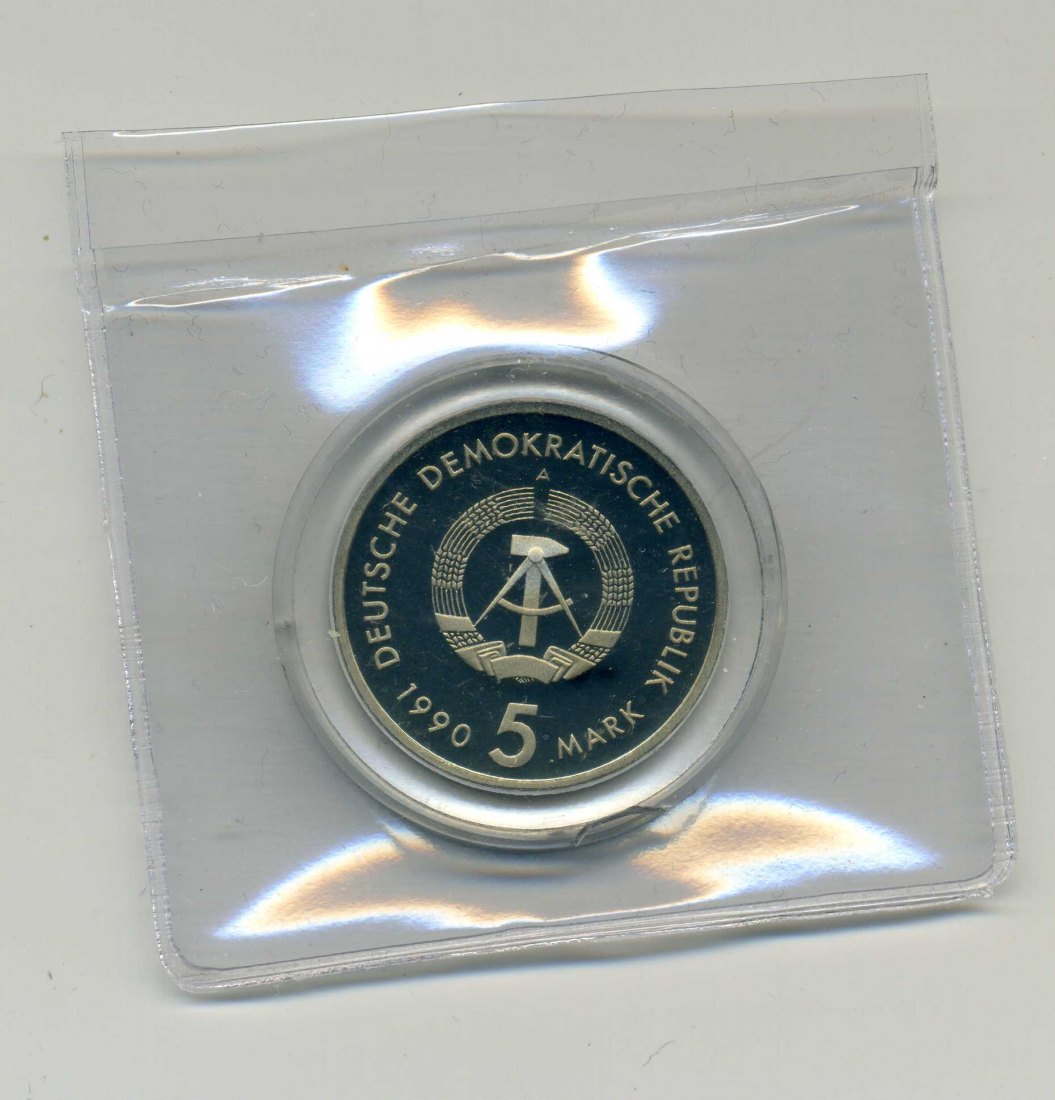 DEUTSCHE DEMOKRATISCHE REPUBLIK
A
1990 5 MARK